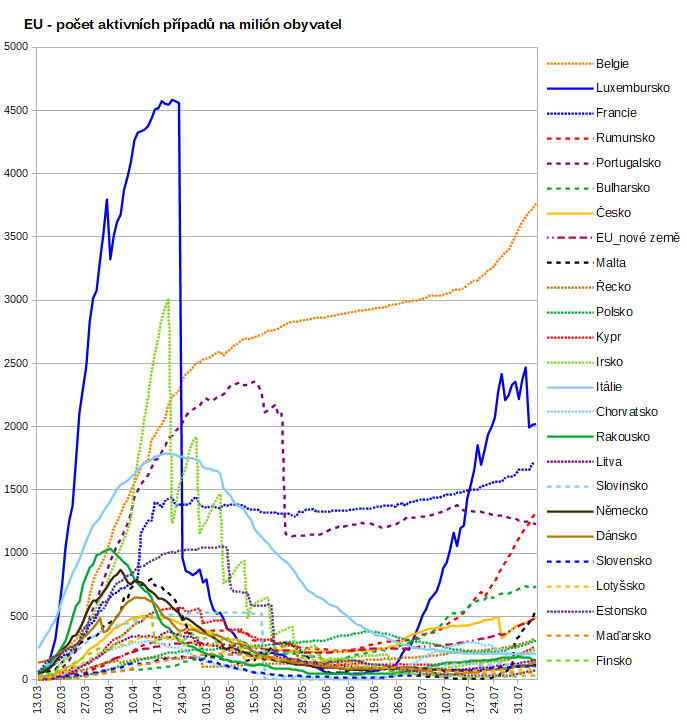 EU - počet aktivních případů na milión obyvatel
5000
4500
4000
3500
3000
2500
2000
1500
1000
500
0
13.03
20.03
27.03
03.04
10.04
17.04
24.04
01.05
08.05
15.05
22.05
29.05
05.06
12.06
19.06
26.06
03.07
10.07
17.07
24.07
31.07
Belgie
Luxembursko
Francie
Rumunsko
Portugalsko
Bulharsko
Česko
EU_nové země
Malta
Řecko
Polsko
Kypr
Irsko
Itálie
Chorvatsko
Rakousko
Litva
Slovinsko
Německo
Dánsko
Slovensko
Lotyšsko
Estonsko
Maďarsko
Finsko